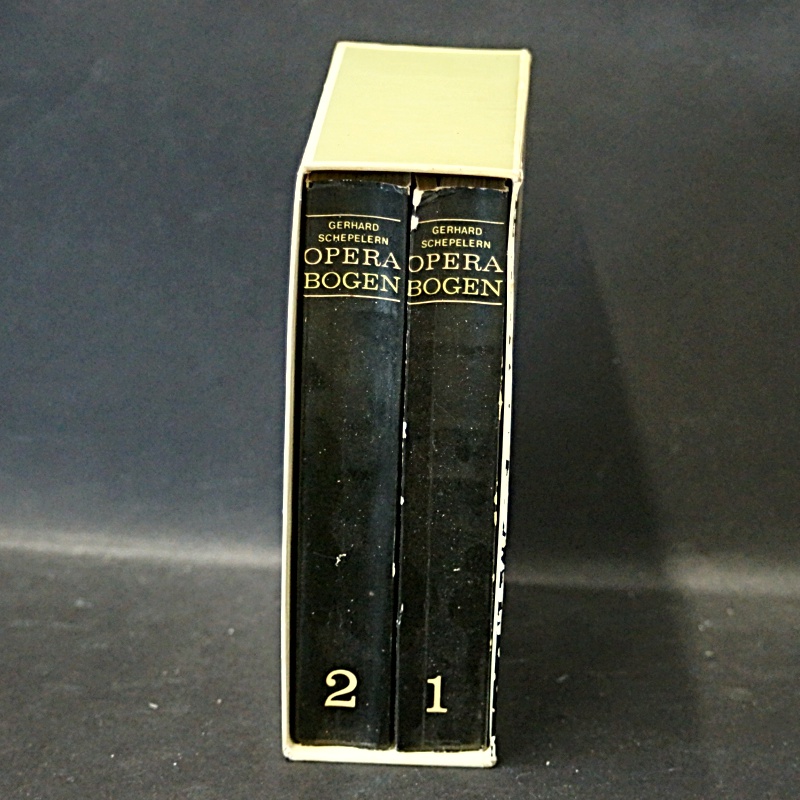 GERHARD
SCHEPELERN
OPERA
BOGEN
2
GERHARD
SCHEPELERN
OPERA
BOGEN
1